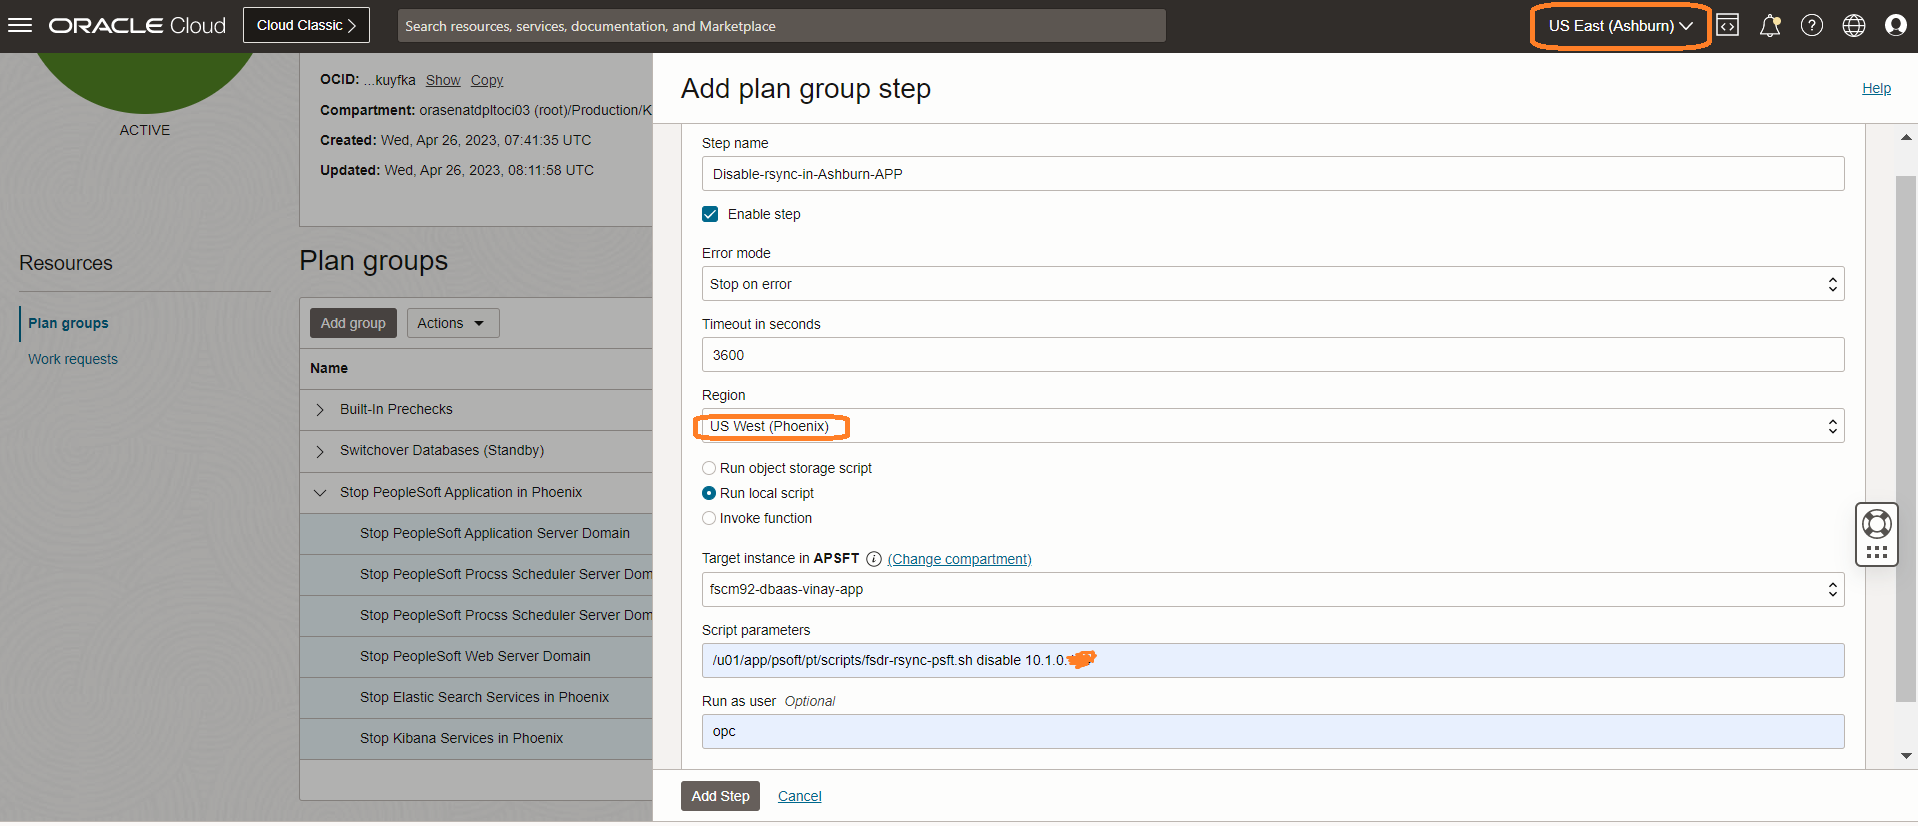 ORACLE Cloud
Cloud Classic
Search resources, services, documentation, and Marketplace
US East (Ashburn)
ACTIVE
OCID: ...kuyfka Show Copy
Compartment: orasenatdpltoci03 (root)/Production/K
Created: Wed, Apr 26, 2023, 07:41:35 UTC
Updated: Wed, Apr 26, 2023, 08:11:58 UTC
Resources
Plan groups
Work requests
Plan groups
Add group
Actions
Name
Built-In Prechecks
Switchover Databases (Standby)
Stop PeopleSoft Application in Phoenix
Stop PeopleSoft Application Server Domain
Stop PeopleSoft Procss Scheduler Server Dom
Stop PeopleSoft Procss Scheduler Server Dom
Stop PeopleSoft Web Server Domain
Stop Elastic Search Services in Phoenix
Stop Kibana Services in Phoenix
Add plan group step
Help
Step name
Disable-rsync-in-Ashburn-APP
Enable step
Error mode
Stop on error
Timeout in seconds
3600
Region
US West (Phoenix)
Run object storage script
Run local script
Invoke function
Target instance in APSFT (Change compartment)
fscm92-dbaas-vinay-app
Script parameters
/u01/app/psoft/pt/scripts/fsdr-rsync-psft.sh disable 10.1.0.
Run as user Optional
opc
Add Step
Cancel